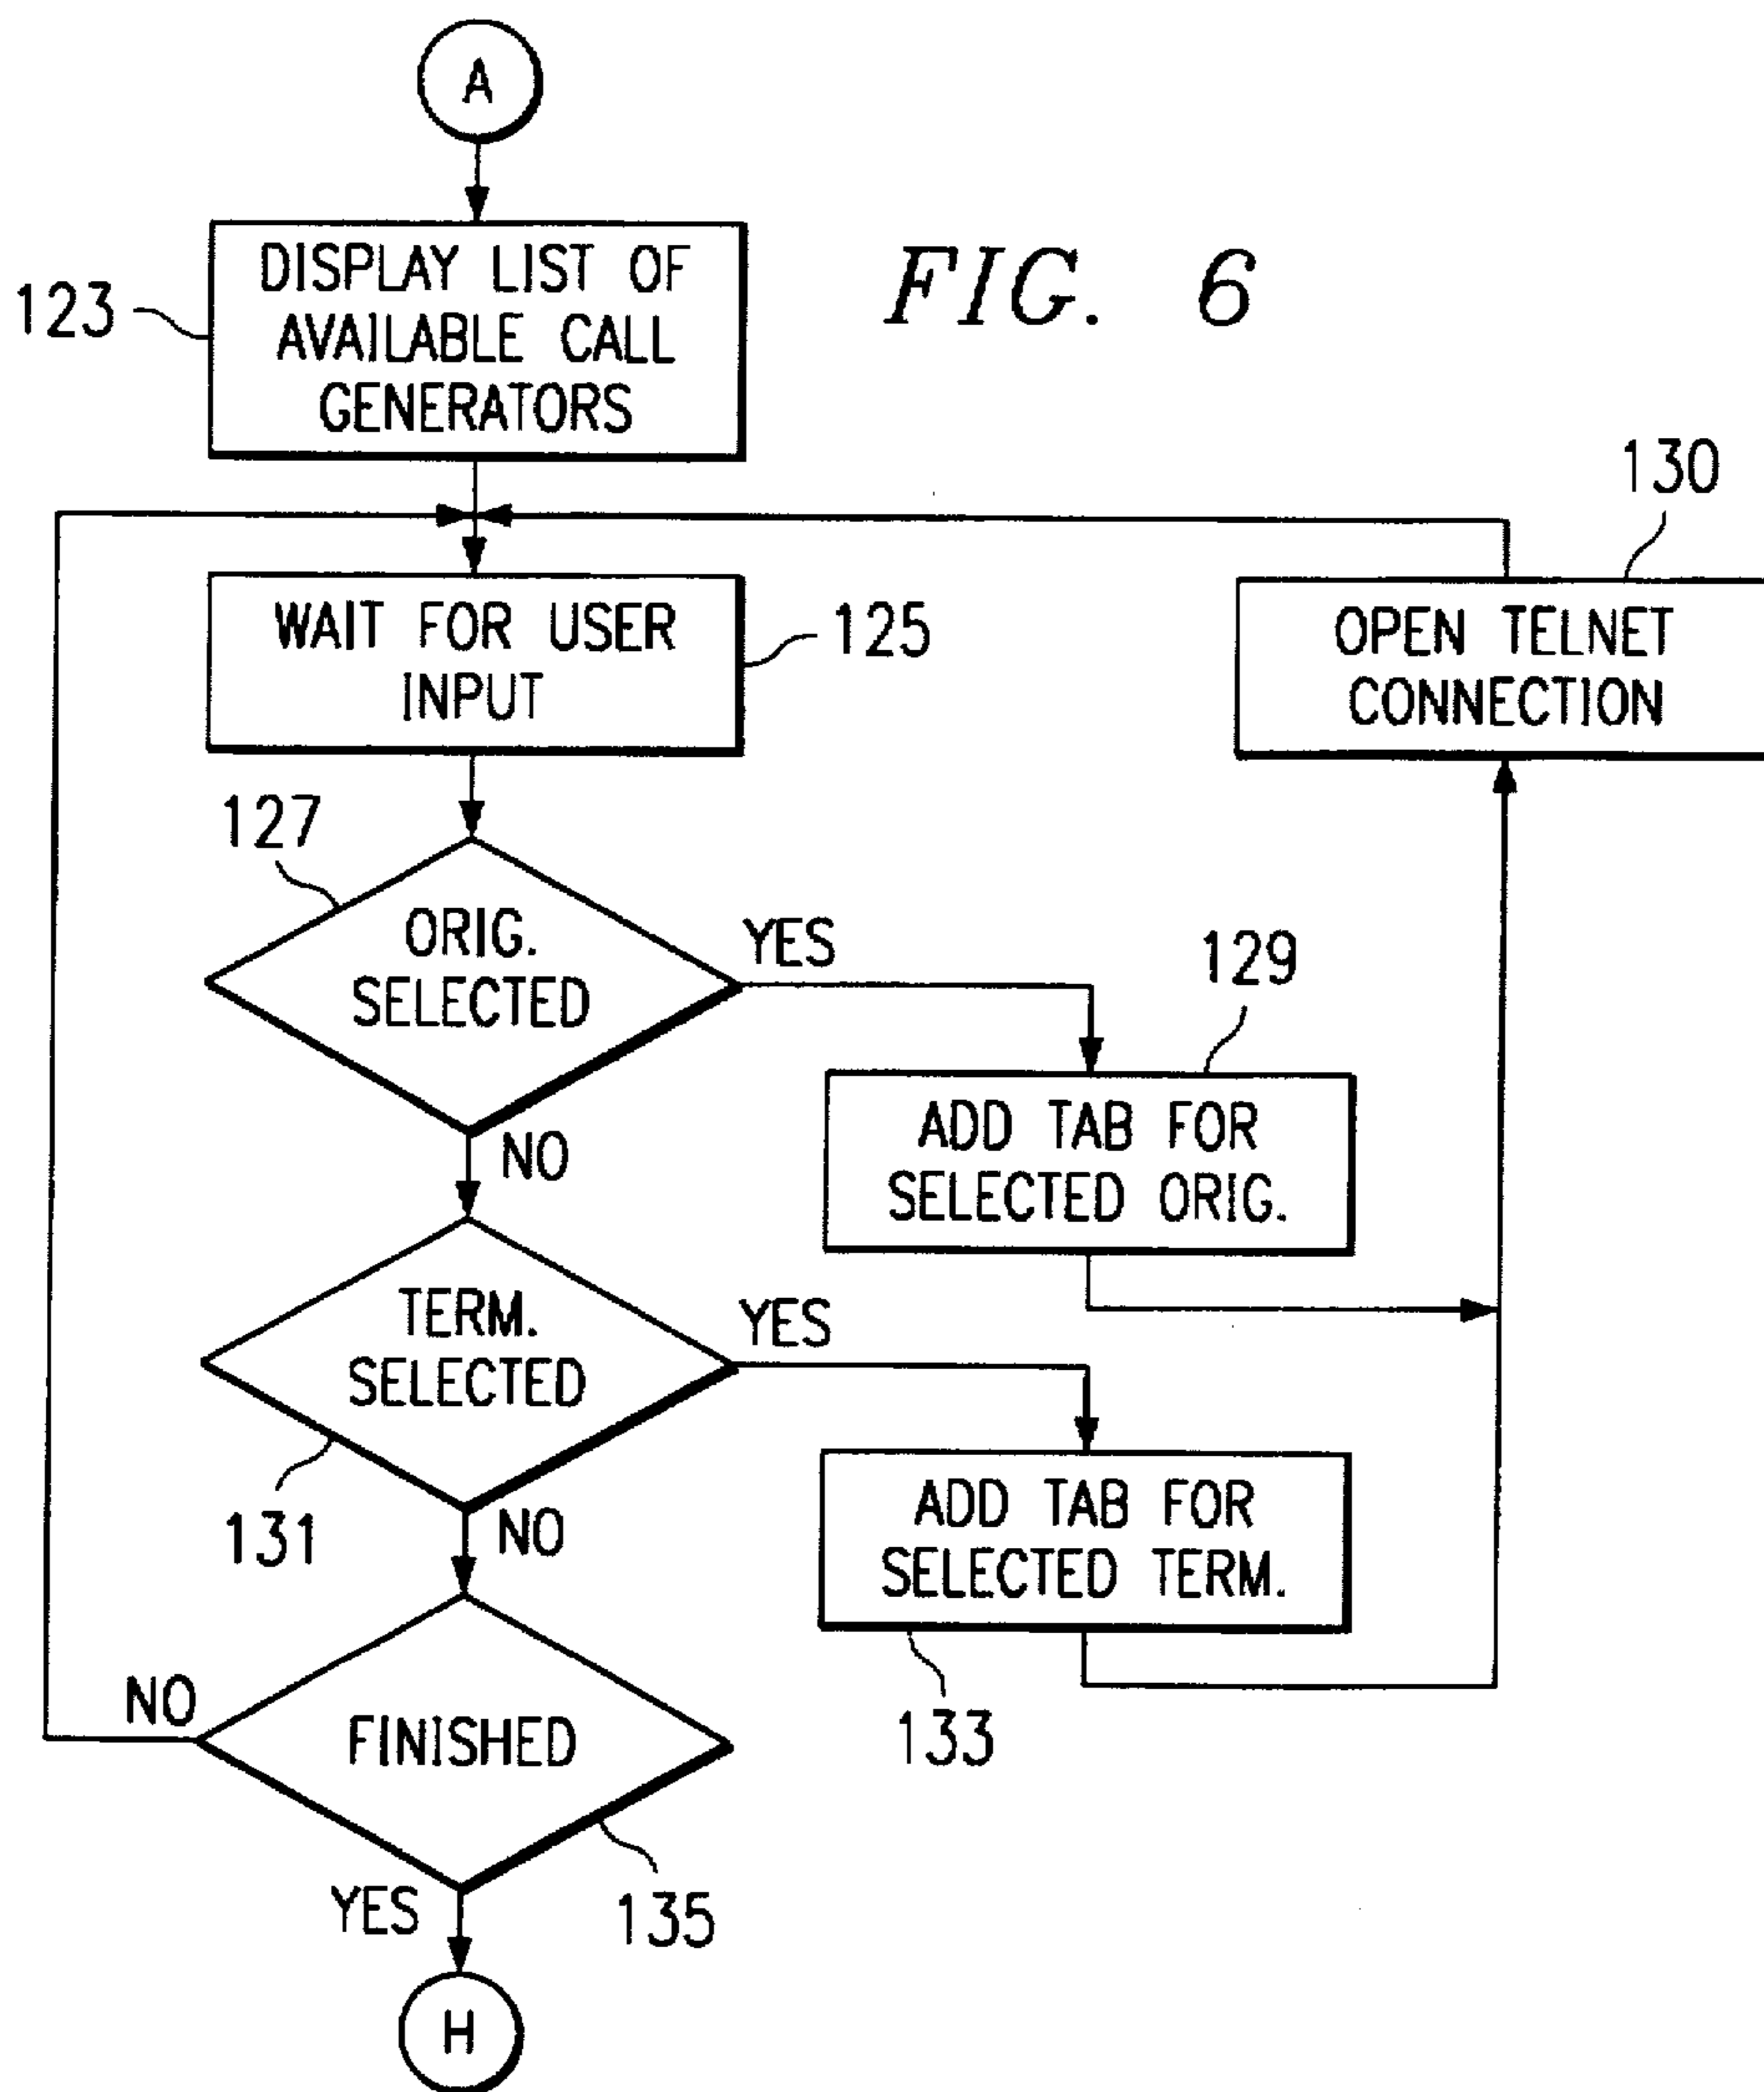 A
DISPLAY LIST OF
AVAILABLE CALL
GENERATORS
123
FIG. 6
130
WAIT FOR USER
INPUT
125
OPEN TELNET
CONNECTION
127
ORIG.
SELECTED
YES
129
NO
ADD TAB FOR
SELECTED ORIG.
TERM.
SELECTED
YES
131
NO
ADD TAB FOR
SELECTED TERM.
133
NO
FINISHED
YES
135
H